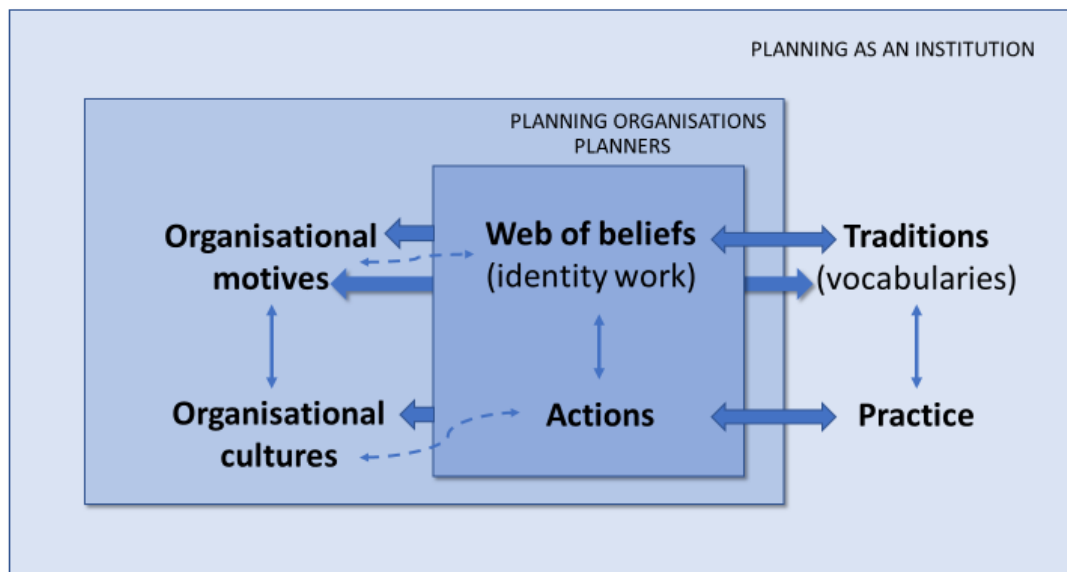 PLANNING AS AN INSTITUTION
PLANNING ORGANISATIONS
PLANNERS
Organisational
motives
Web of beliefs
(identity work)
Traditions
(vocabularies)
Organisational
cultures
Actions
Practice